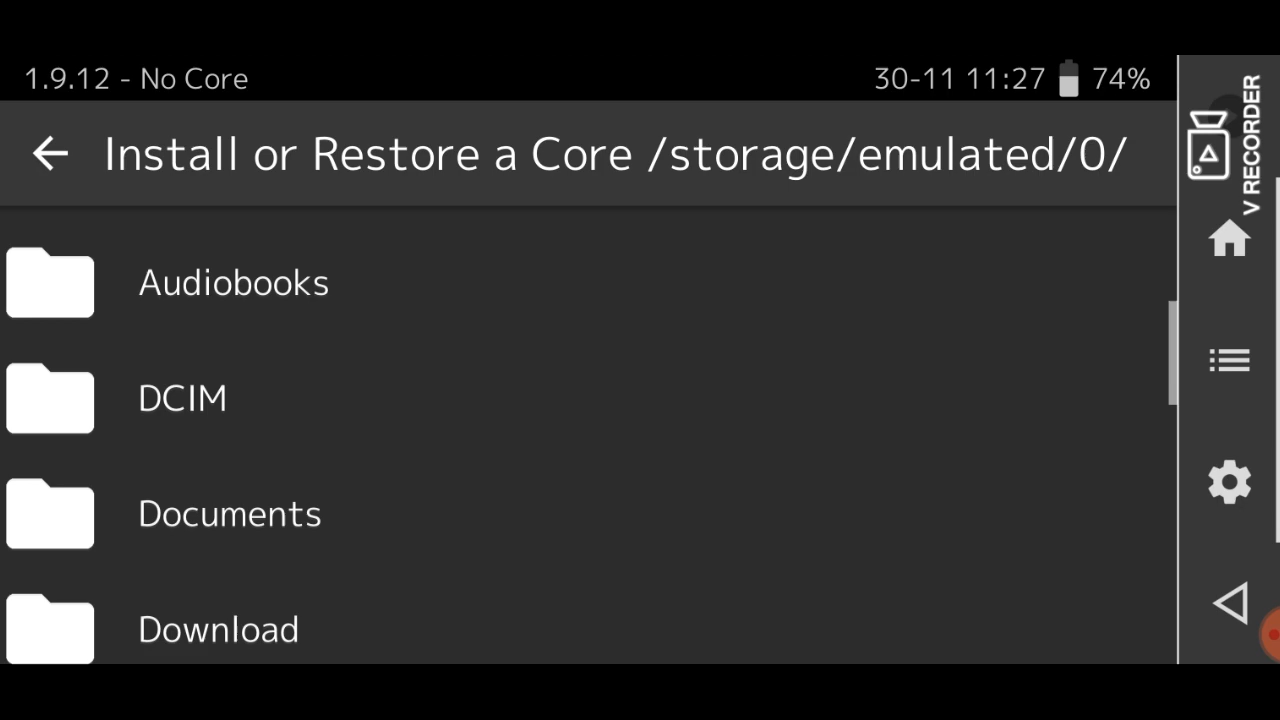 1.9.12 - No Core
30-11 11:27 74%
Install or Restore a Core /storage/emulated/0/
Audiobooks
DCIM
Documents
Download
V RECORDER